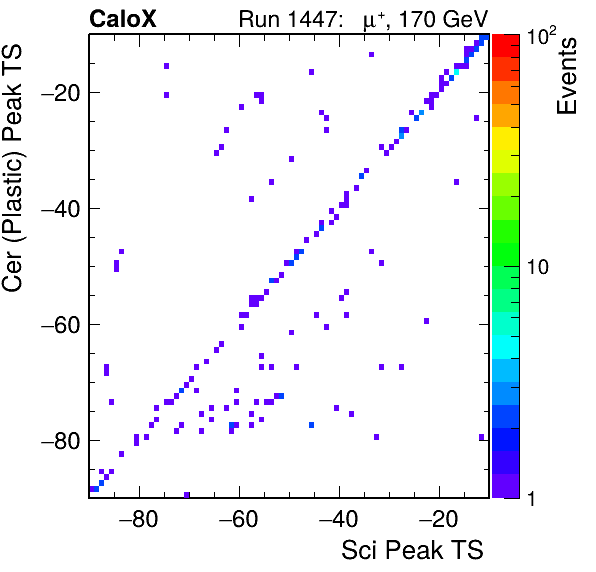 CaloX Run 1447: μ⁺, 170 GeV
Cer (Plastic) Peak TS
−20
−40
−60
−80
−80 −60 −40 −20
Sci Peak TS
10²
10
1
Events